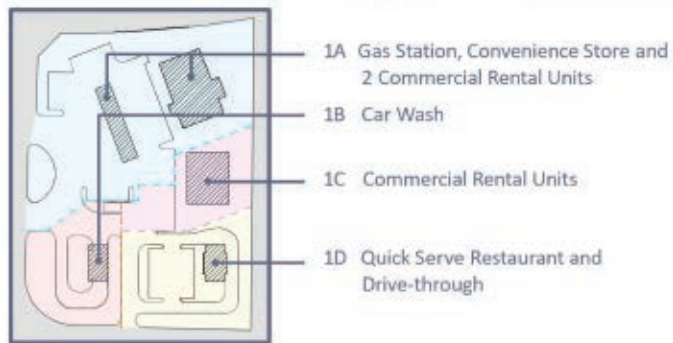 1A Gas Station, Convenience Store and
2 Commercial Rental Units
1B Car Wash
1C Commercial Rental Units
1D Quick Serve Restaurant and
Drive-through